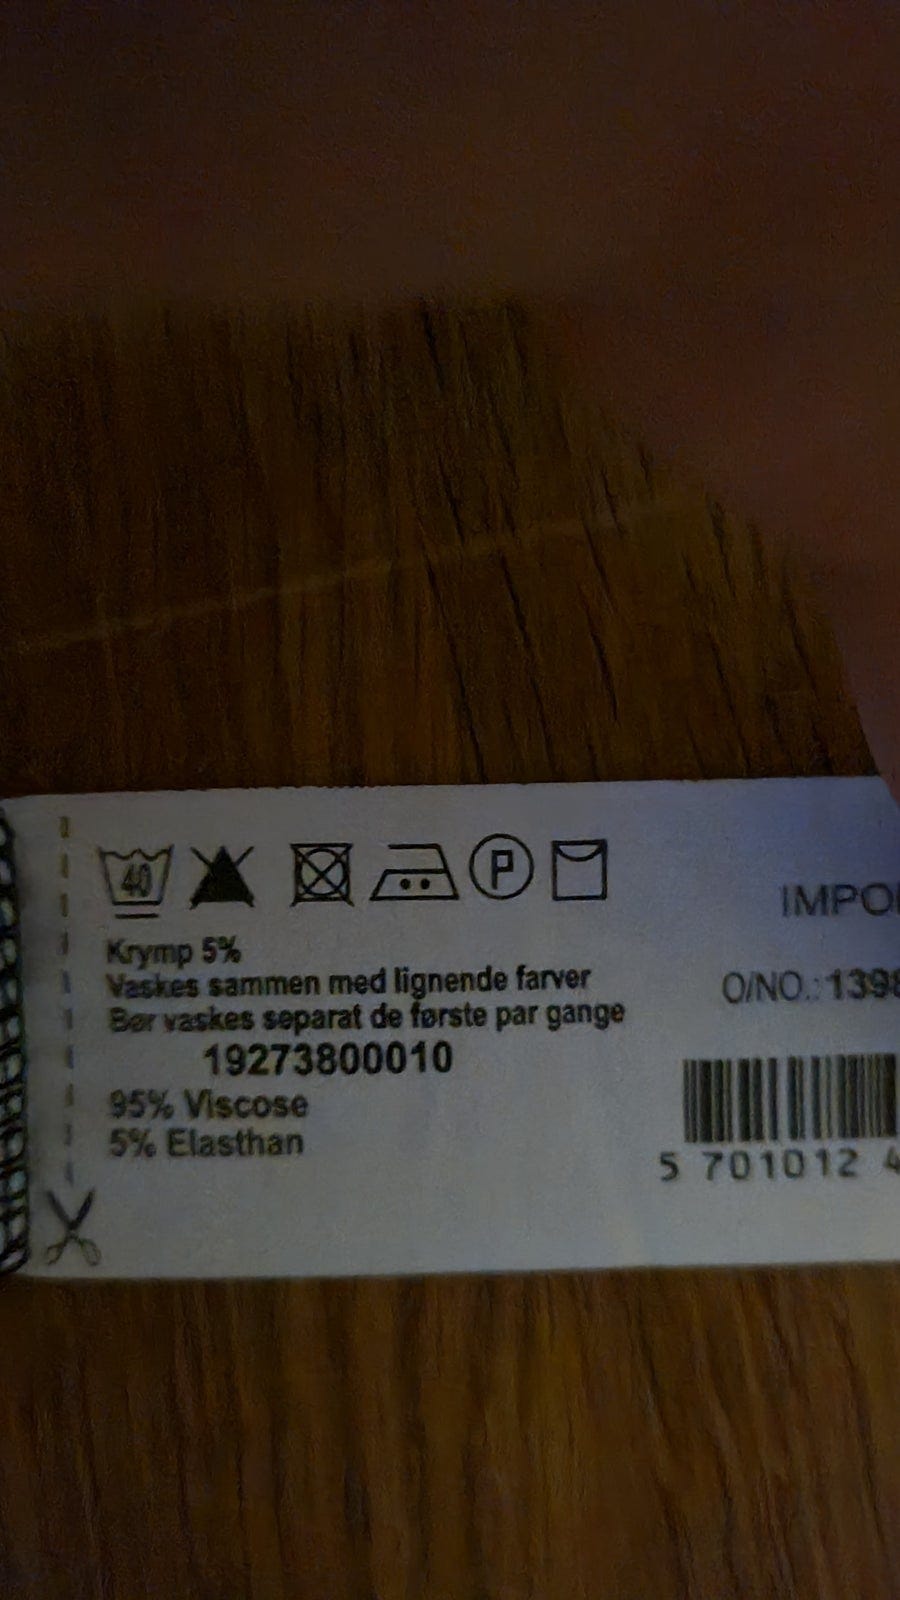 40
P
Krymp 5%
Vaskes sammen med lignende farver
Bør vaskes separat de første par gange
19273800010
95% Viscose
5% Elasthan
IMPO
O/NO.: 1398
5 701012 4